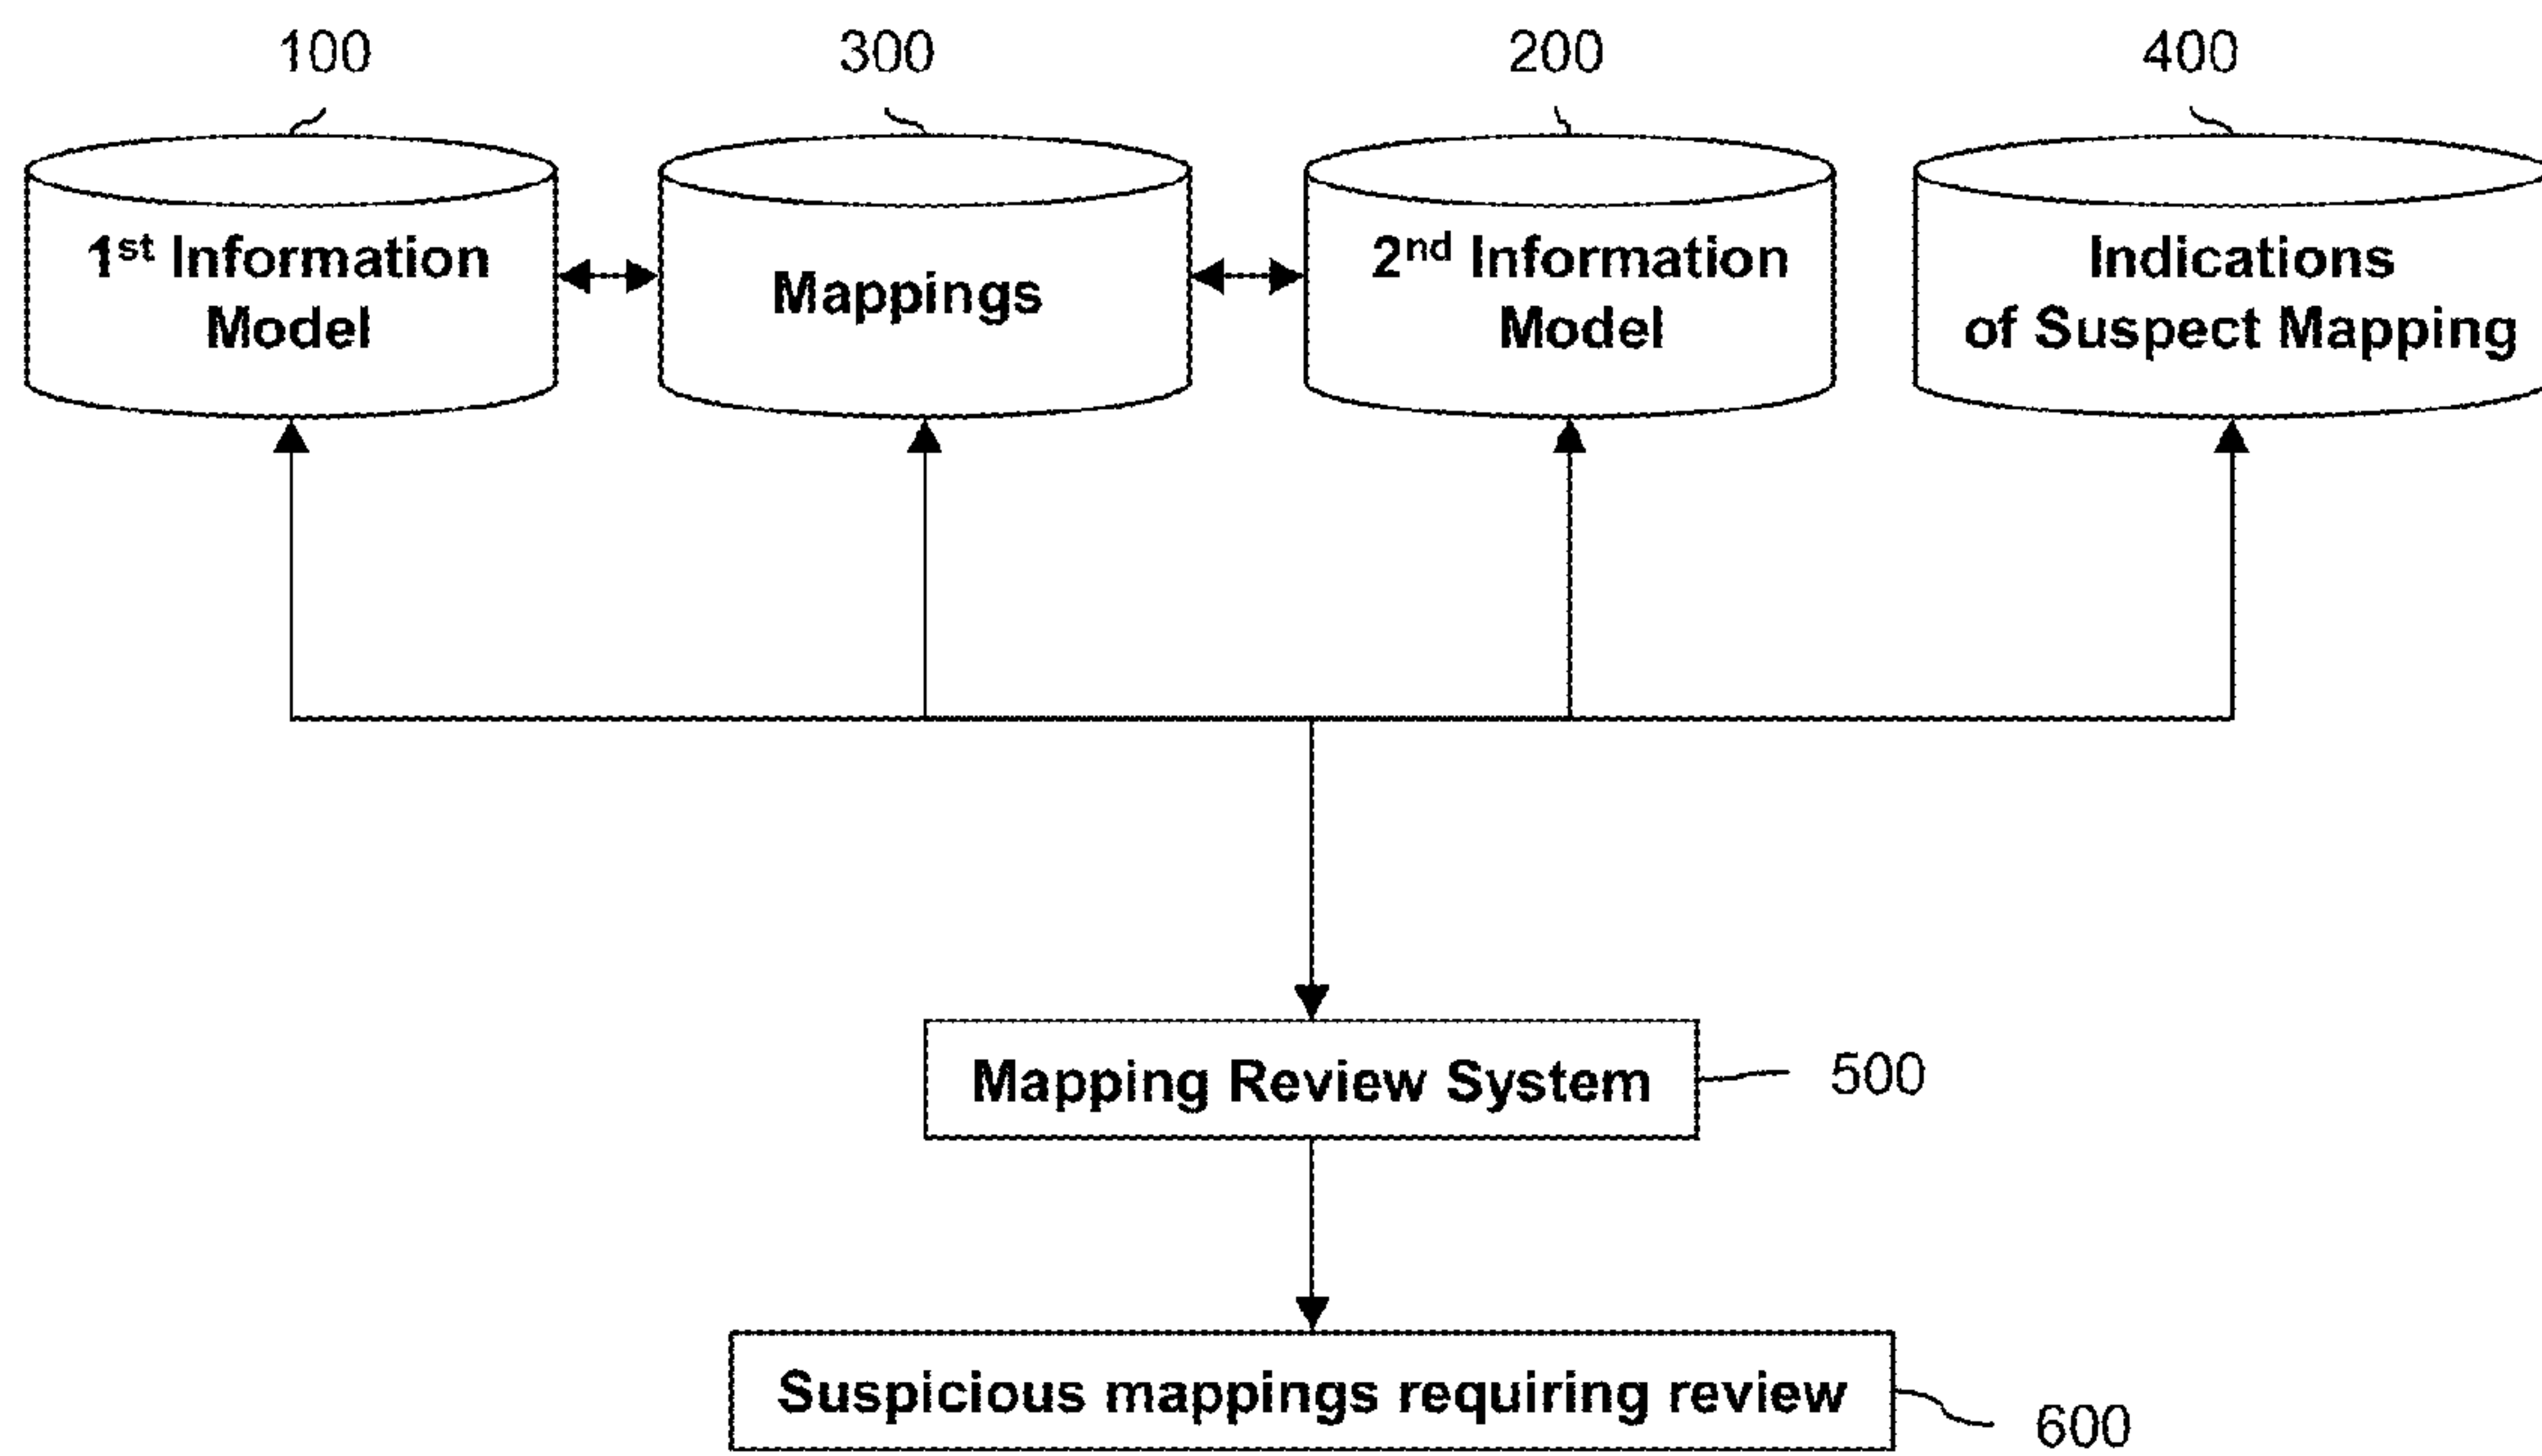 100
300
200
400
1st Information
Model
Mappings
2nd Information
Model
Indications
of Suspect Mapping
Mapping Review System
500
Suspicious mappings requiring review
600